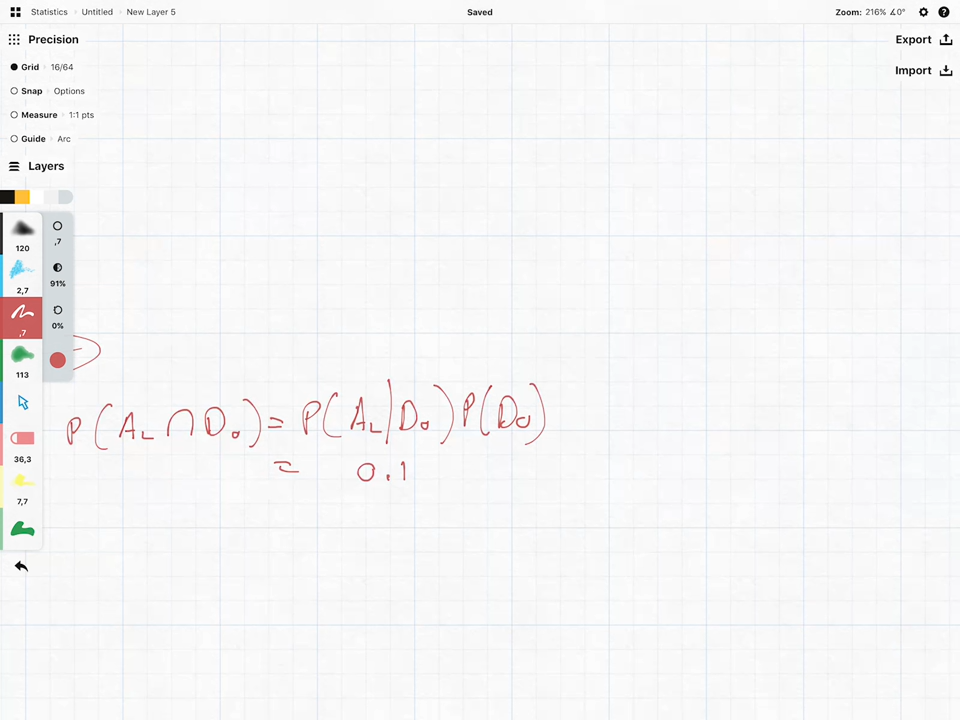 Statistics › Untitled › New Layer 5
Saved
Zoom: 216% ∡0°
Precision
Export
Grid › 16/64
Import
Snap › Options
Measure › 1:1 pts
Guide › Arc
Layers
120
,7
2,7
91%
,7
0%
113
36,3
7,7
P(A_L ∩ D_0) = P(A_L | D_0) P(D_0)
= 0.1